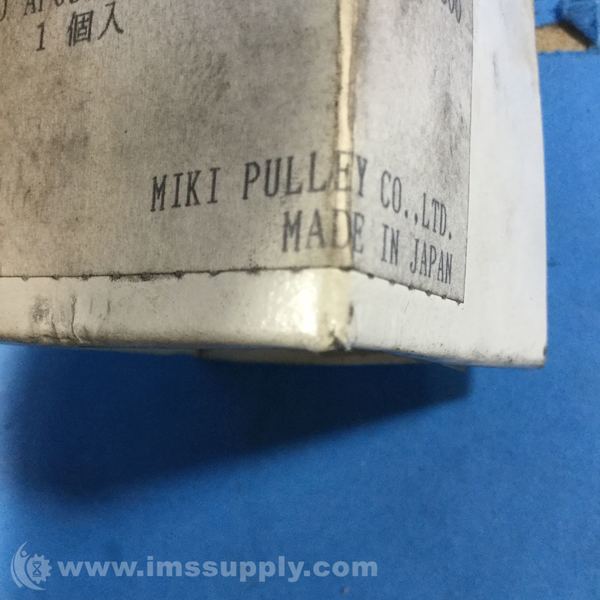 1 個入
MIKI PULLEY CO.,LTD.
MADE IN JAPAN
www.imssupply.com